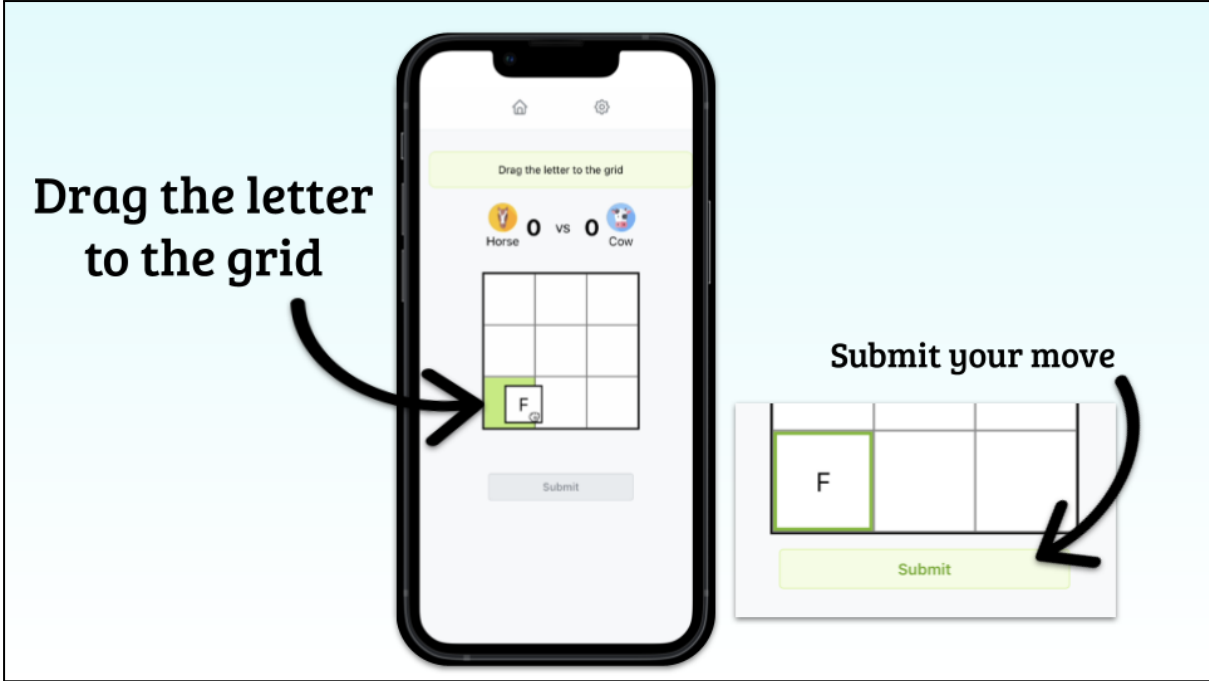 Drag the letter
to the grid
Drag the letter to the grid
0 vs 0
Horse Cow
F
Submit
Submit your move
F
Submit